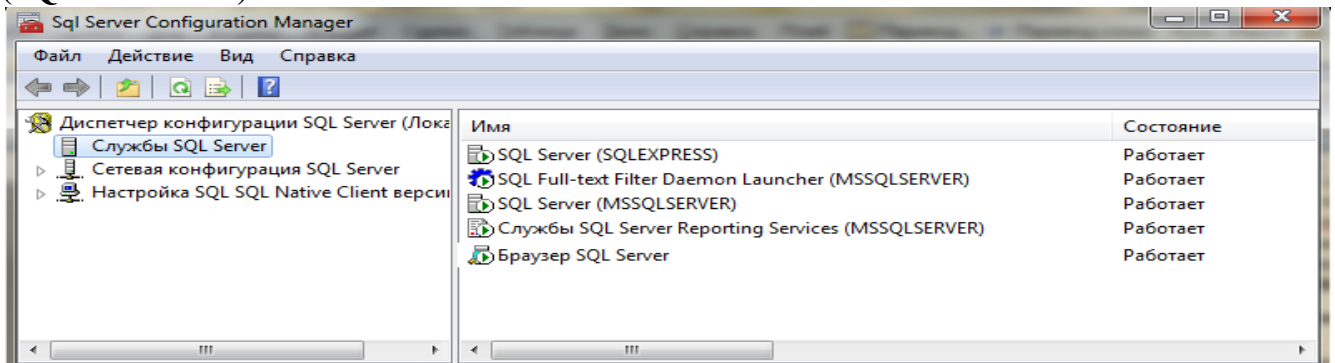 Sql Server Configuration Manager
Файл Действие Вид Справка
Диспетчер конфигурации SQL Server (Лока
Службы SQL Server
Сетевая конфигурация SQL Server
Настройка SQL SQL Native Client верси
Имя Состояние
SQL Server (SQLEXPRESS) Работает
SQL Full-text Filter Daemon Launcher (MSSQLSERVER) Работает
SQL Server (MSSQLSERVER) Работает
Службы SQL Server Reporting Services (MSSQLSERVER) Работает
Браузер SQL Server Работает